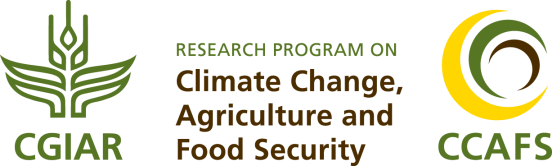 CGIAR
RESEARCH PROGRAM ON
Climate Change,
Agriculture and
Food Security
CCAFS